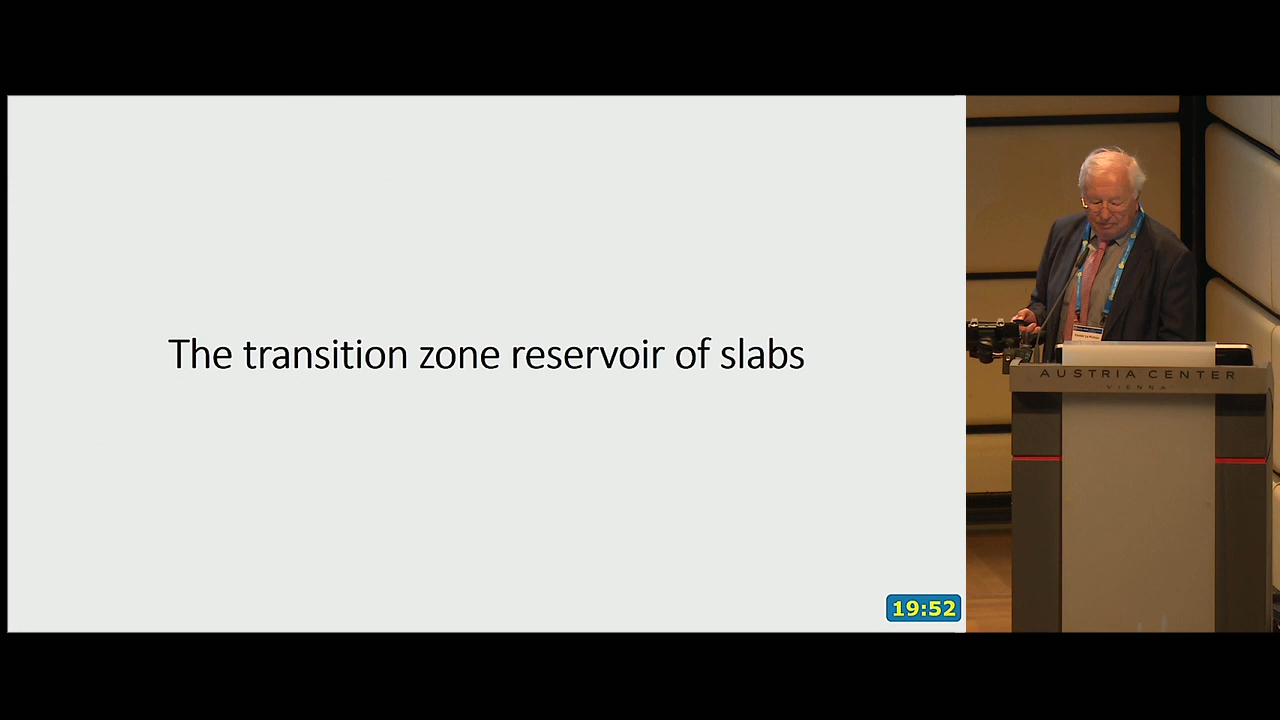 The transition zone reservoir of slabs
19:52
AUSTRIA CENTER
VIENNA